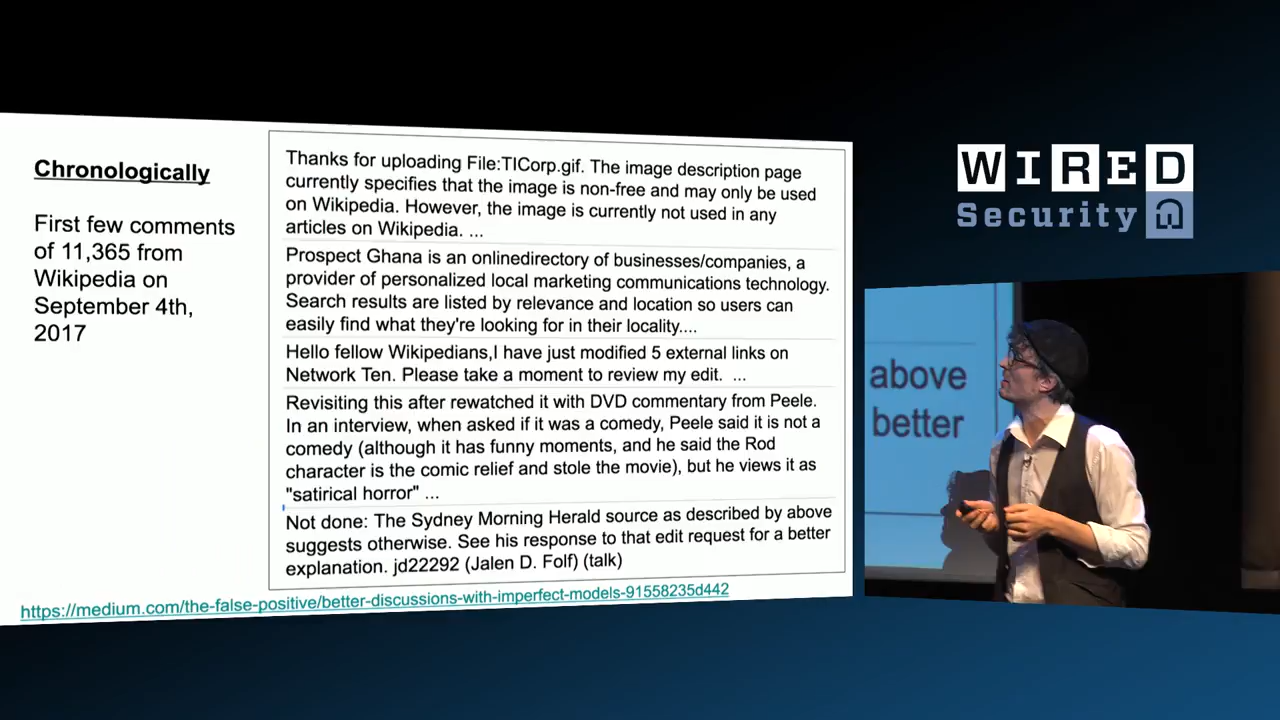 Chronologically
First few comments
of 11,365 from
Wikipedia on
September 4th,
2017
Thanks for uploading File:TICorp.gif. The image description page
currently specifies that the image is non-free and may only be used
on Wikipedia. However, the image is currently not used in any
articles on Wikipedia. ...
Prospect Ghana is an onlinedirectory of businesses/companies, a
provider of personalized local marketing communications technology.
Search results are listed by relevance and location so users can
easily find what they're looking for in their locality....
Hello fellow Wikipedians,I have just modified 5 external links on
Network Ten. Please take a moment to review my edit. ...
Revisiting this after rewatched it with DVD commentary from Peele.
In an interview, when asked if it was a comedy, Peele said it is not a
comedy (although it has funny moments, and he said the Rod
character is the comic relief and stole the movie), but he views it as
"satirical horror" ...
Not done: The Sydney Morning Herald source as described by above
suggests otherwise. See his response to that edit request for a better
explanation. jd22292 (Jalen D. Folf) (talk)
https://medium.com/the-false-positive/better-discussions-with-imperfect-models-91558235d442
WIRED
Security
above
better